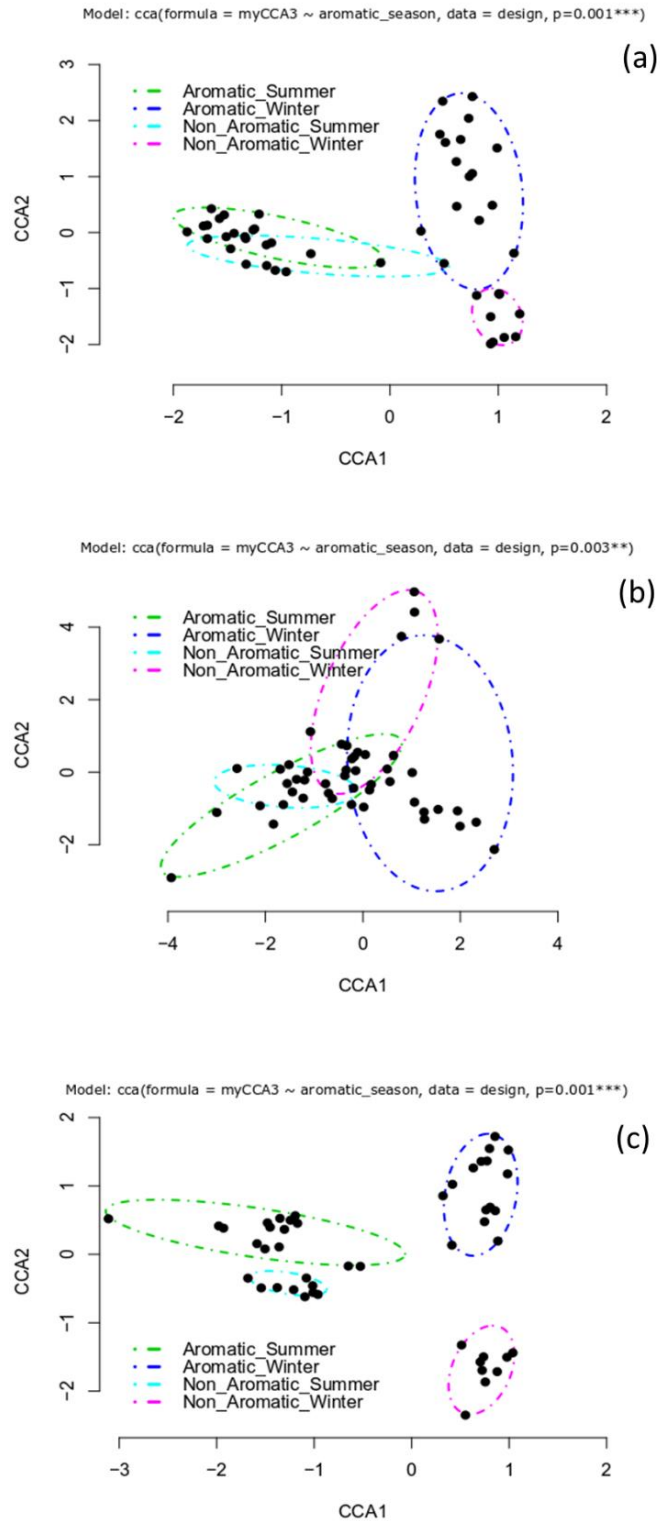 Model: cca(formula = myCCA3 ~ aromatic_season, data = design, p=0.001***)
(a)
Aromatic_Summer
Aromatic_Winter
Non_Aromatic_Summer
Non_Aromatic_Winter
CCA2
3
2
1
0
−1
−2
−2 −1 0 1 2
CCA1
Model: cca(formula = myCCA3 ~ aromatic_season, data = design, p=0.003**)
(b)
Aromatic_Summer
Aromatic_Winter
Non_Aromatic_Summer
Non_Aromatic_Winter
CCA2
4
2
0
−2
−4 −2 0 2 4
CCA1
Model: cca(formula = myCCA3 ~ aromatic_season, data = design, p=0.001***)
(c)
CCA2
2
1
0
−1
−2
Aromatic_Summer
Aromatic_Winter
Non_Aromatic_Summer
Non_Aromatic_Winter
−3 −2 −1 0 1 2
CCA1